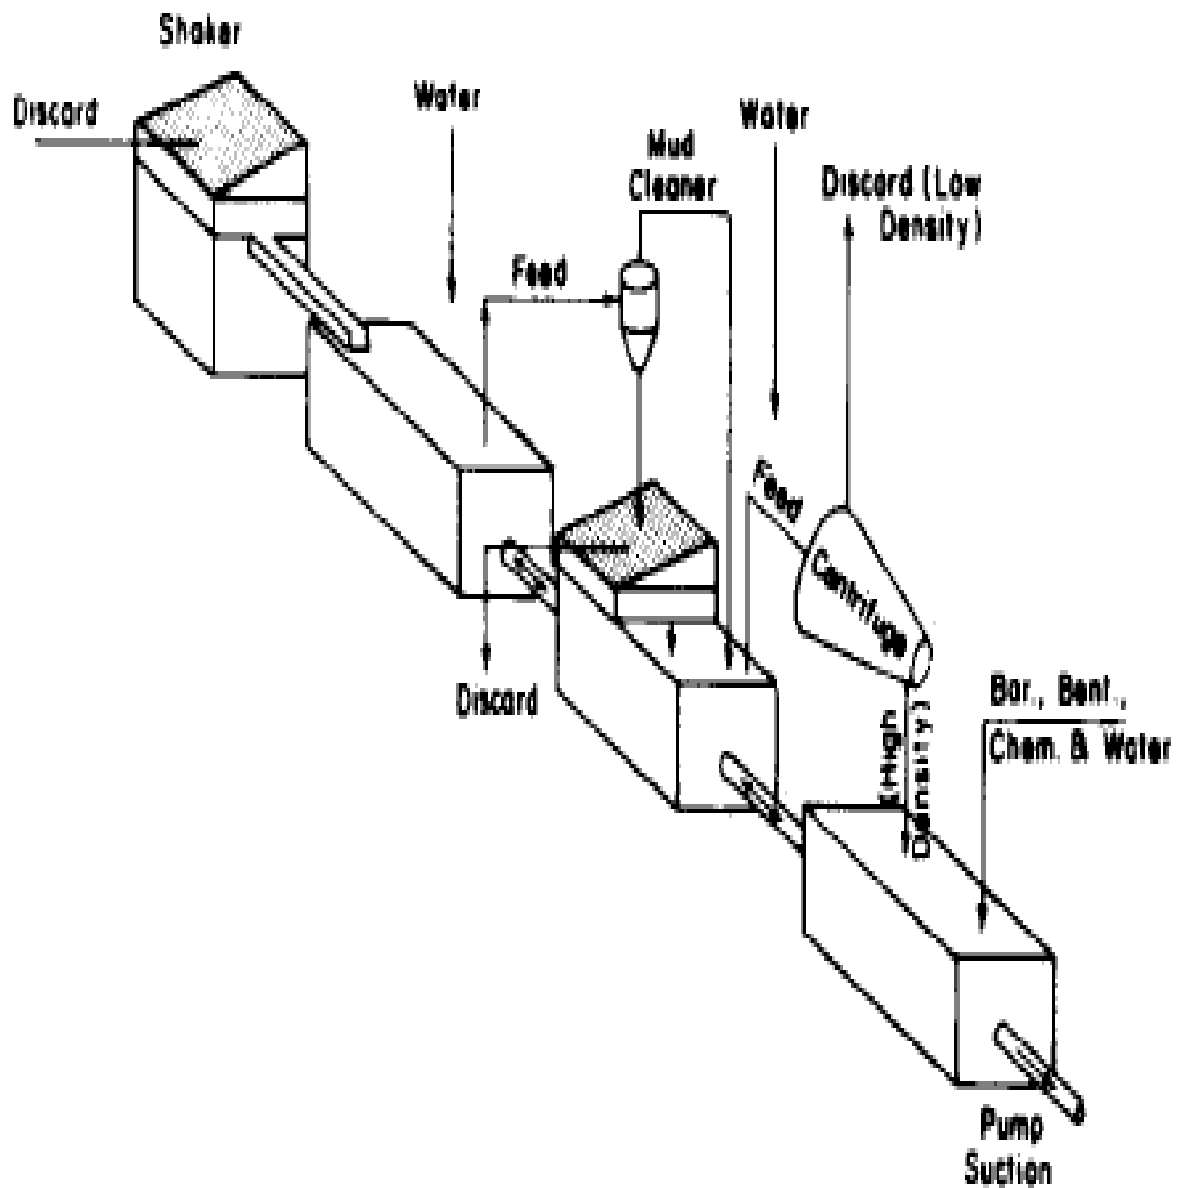 Shaker
Discard
Water
Water
Mud
Cleaner
Discard (Low
Density)
Feed
Feed
Centrifuge
Discard
(High
Density)
Bar., Bent.,
Chem. & Water
Pump
Suction